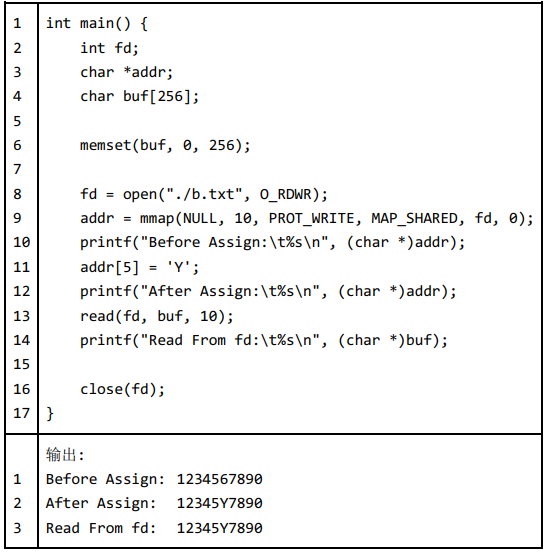 1 int main() {
2     int fd;
3     char *addr;
4     char buf[256];
5
6     memset(buf, 0, 256);
7
8     fd = open("./b.txt", O_RDWR);
9     addr = mmap(NULL, 10, PROT_WRITE, MAP_SHARED, fd, 0);
10     printf("Before Assign:\t%s\n", (char *)addr);
11     addr[5] = 'Y';
12     printf("After Assign:\t%s\n", (char *)addr);
13     read(fd, buf, 10);
14     printf("Read From fd:\t%s\n", (char *)buf);
15
16     close(fd);
17 }
输出:
1 Before Assign: 1234567890
2 After Assign:  12345Y7890
3 Read From fd:  12345Y7890